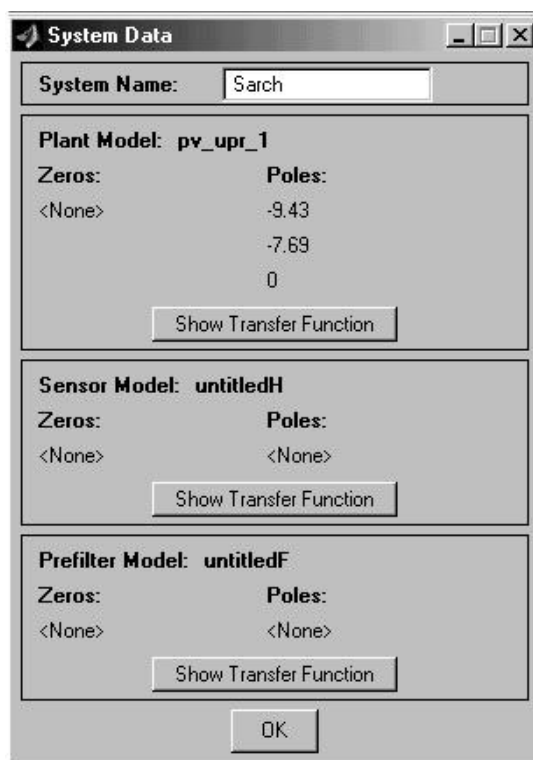 System Data
System Name: Sarch
Plant Model: pv_upr_1
Zeros: Poles:
<None> -9.43
-7.69
0
Show Transfer Function
Sensor Model: untitledH
Zeros: Poles:
<None> <None>
Show Transfer Function
Prefilter Model: untitledF
Zeros: Poles:
<None> <None>
Show Transfer Function
OK